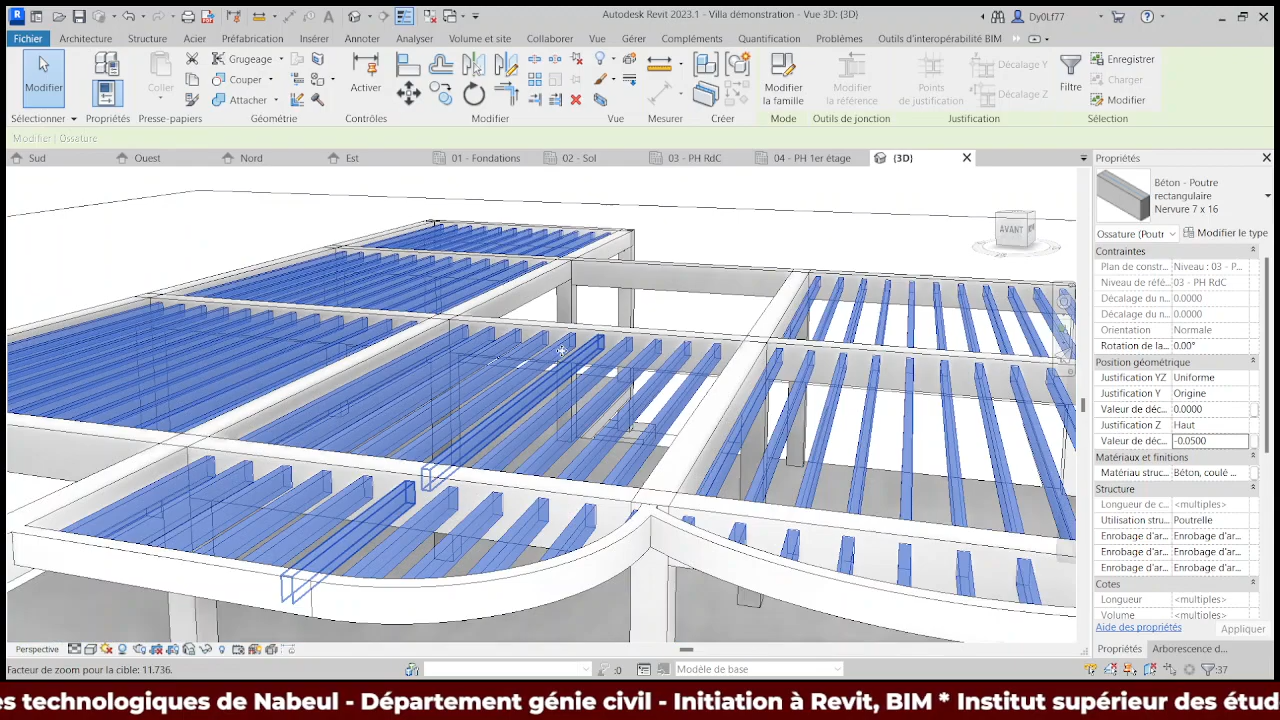 Autodesk Revit 2023.1 - Villa démonstration - Vue 3D: {3D}
Dy0Lf77
Fichier Architecture Structure Acier Préfabrication Insérer Annoter Analyser Volume et site Collaborer Vue Gérer Compléments Quantification Problèmes Outils d'interopérabilité BIM
Modifier
Coller
Grugeage
Couper
Attacher
Activer
Modifier la famille
Modifier la référence
Points de justification
Décalage Y
Décalage Z
Filtre
Enregistrer
Charger
Modifier
Sélectionner Propriétés Presse-papiers Géométrie Contrôles Modifier Vue Mesurer Créer Mode Outils de jonction Justification Sélection
Modifier | Ossature
Sud Ouest Nord Est 01 - Fondations 02 - Sol 03 - PH RdC 04 - PH 1er étage {3D}
AVANT
Propriétés
Béton - Poutre
rectangulaire
Nervure 7 x 16
Ossature (Poutr Modifier le type
Contraintes
Plan de constr... Niveau : 03 - P...
Niveau de réfé... 03 - PH RdC
Décalage du n... 0.0000
Décalage du n... 0.0000
Orientation Normale
Rotation de la... 0.00°
Position géométrique
Justification YZ Uniforme
Justification Y Origine
Valeur de déc... 0.0000
Justification Z Haut
Valeur de déc... -0.0500
Matériaux et finitions
Matériau struc... Béton, coulé ...
Structure
Longueur de c... <multiples>
Utilisation stru... Poutrelle
Enrobage d'ar... Enrobage d'ar...
Enrobage d'ar... Enrobage d'ar...
Enrobage d'ar... Enrobage d'ar...
Cotes
Longueur <multiples>
Volume <multiples>
Aide des propriétés Appliquer
Propriétés Arborescence d...
Perspective
Facteur de zoom pour la cible: 11.736.
:0
Modèle de base
:37
es technologiques de Nabeul - Département génie civil - Initiation à Revit, BIM * Institut supérieur des étud